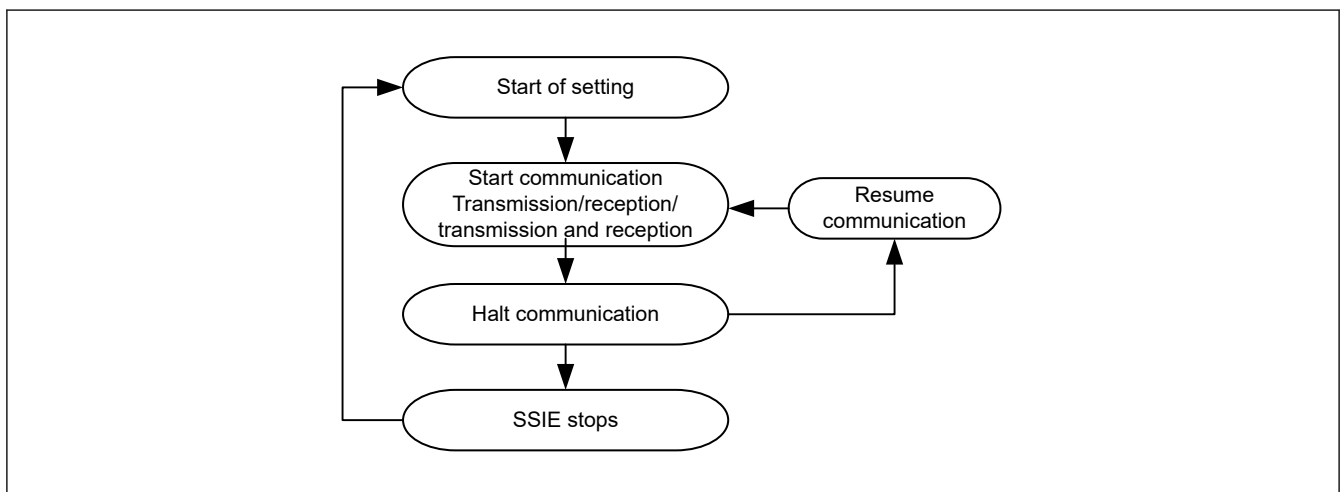 Start of setting
Start communication
Transmission/reception/
transmission and reception
Resume
communication
Halt communication
SSIE stops